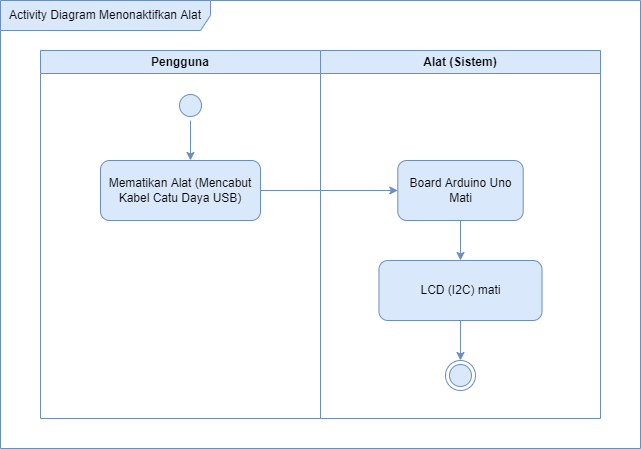 Activity Diagram Menonaktifkan Alat
Pengguna
Alat (Sistem)
Mematikan Alat (Mencabut
Kabel Catu Daya USB)
Board Arduino Uno
Mati
LCD (I2C) mati